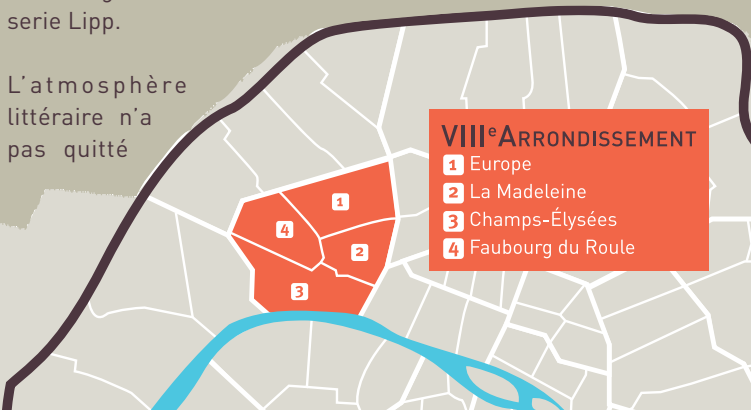 serie Lipp.
L'atmosphère
littéraire n'a
pas quitté
VIIIe ARRONDISSEMENT
1 Europe
2 La Madeleine
3 Champs-Élysées
4 Faubourg du Roule
1
4
2
3